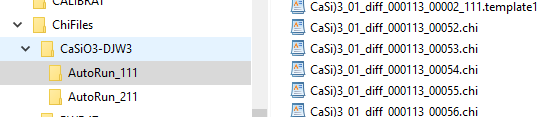 CALIBRAT
ChiFiles
CaSiO3-DJW3
AutoRun_111
AutoRun_211
CaSi)3_01_diff_000113_00002_111.template1
CaSi)3_01_diff_000113_00052.chi
CaSi)3_01_diff_000113_00053.chi
CaSi)3_01_diff_000113_00054.chi
CaSi)3_01_diff_000113_00055.chi
CaSi)3_01_diff_000113_00056.chi